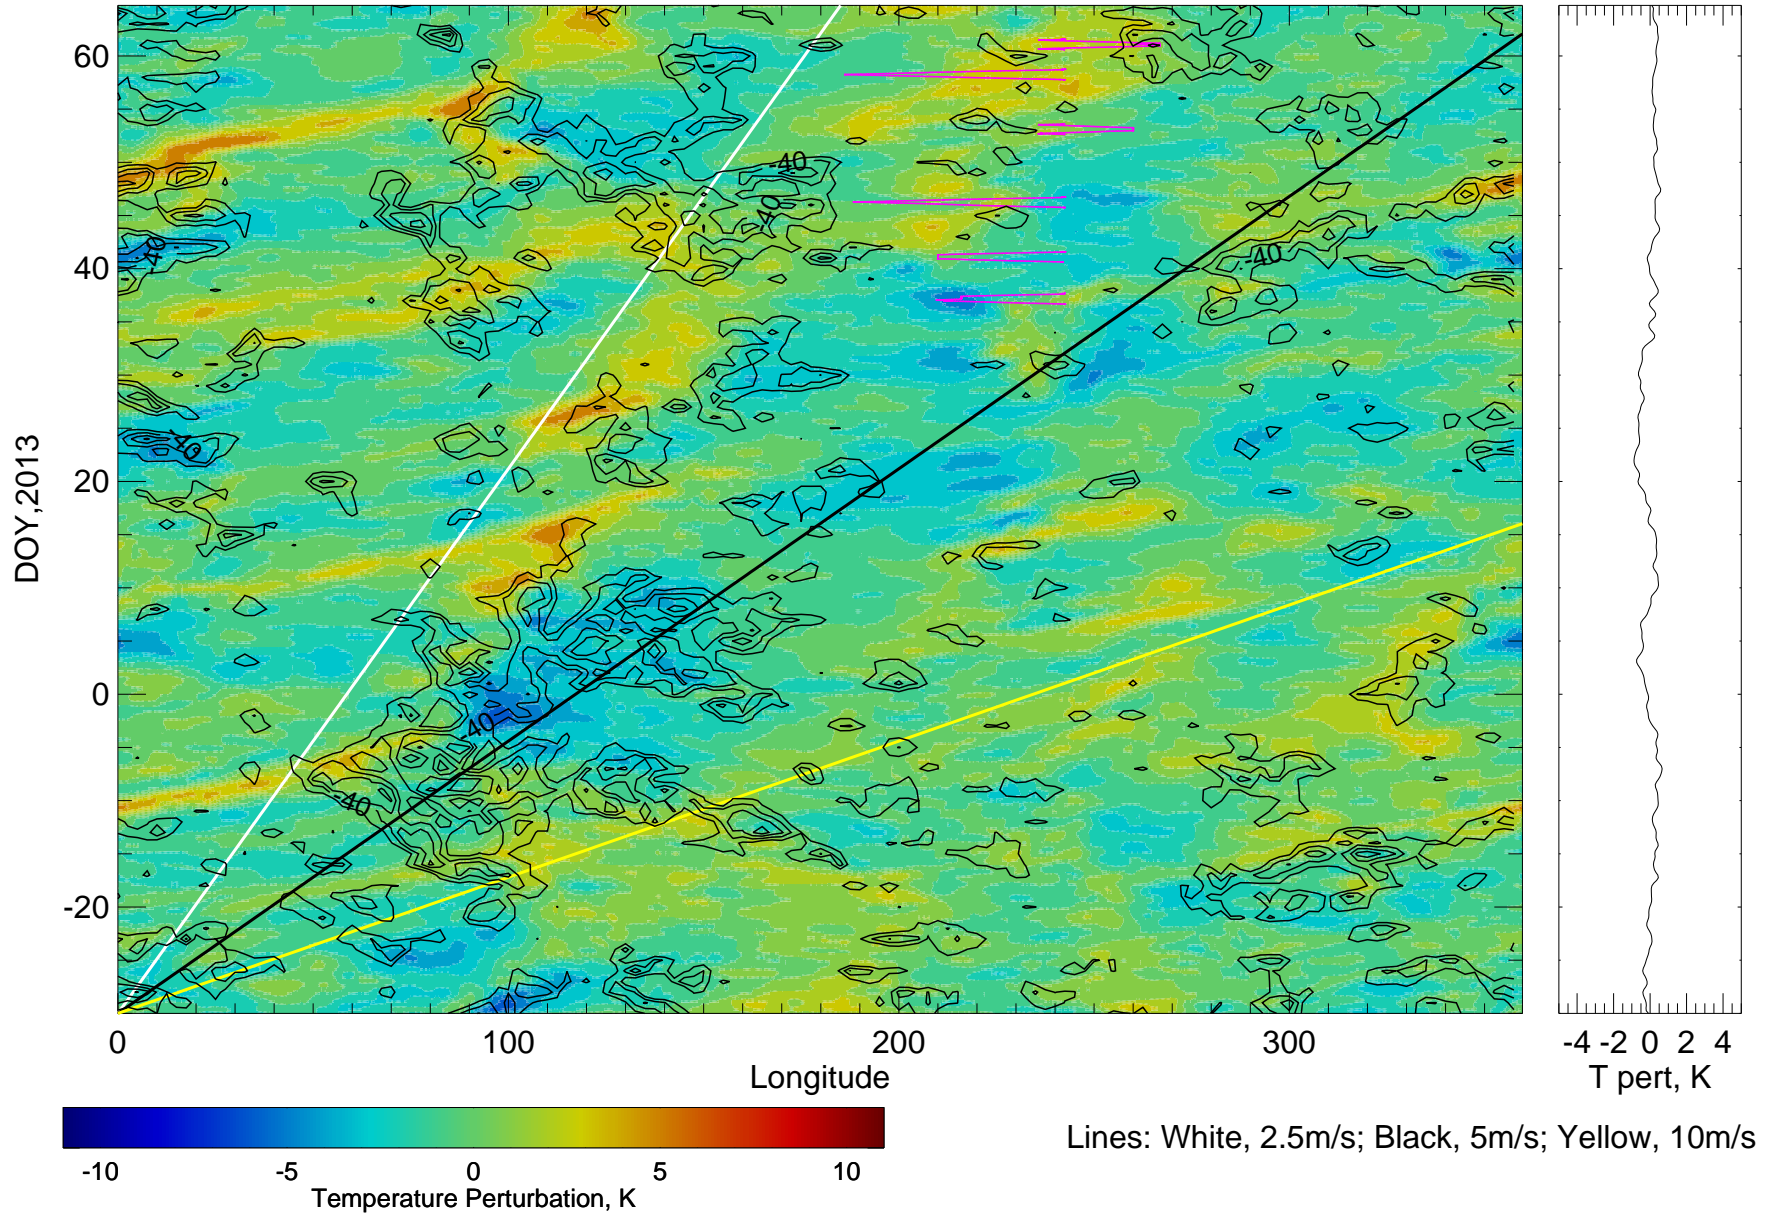 60
-40
-40
-40
-40
40
-40
20
DOY,2013
0
-40
-40
-20
0 100 200 300
-4 -2 0 2 4
Longitude
T pert, K
Lines: White, 2.5m/s; Black, 5m/s; Yellow, 10m/s
-10 -5 0 5 10
Temperature Perturbation, K